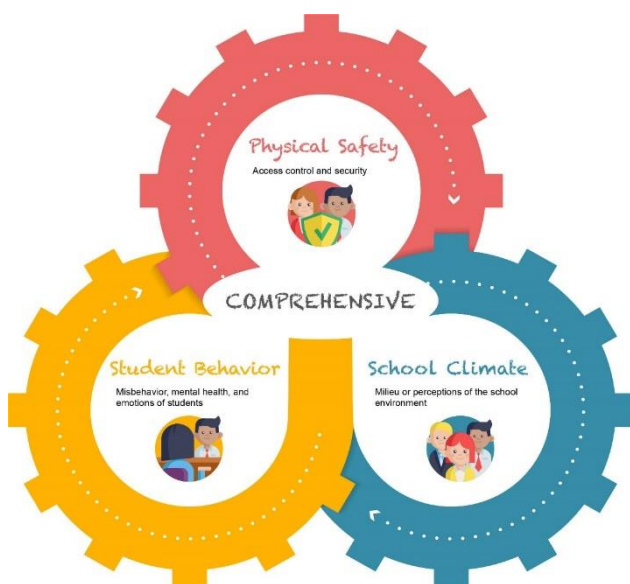 Physical Safety
Access control and security
COMPREHENSIVE
Student Behavior
Misbehavior, mental health, and
emotions of students
School Climate
Milieu or perceptions of the school
environment